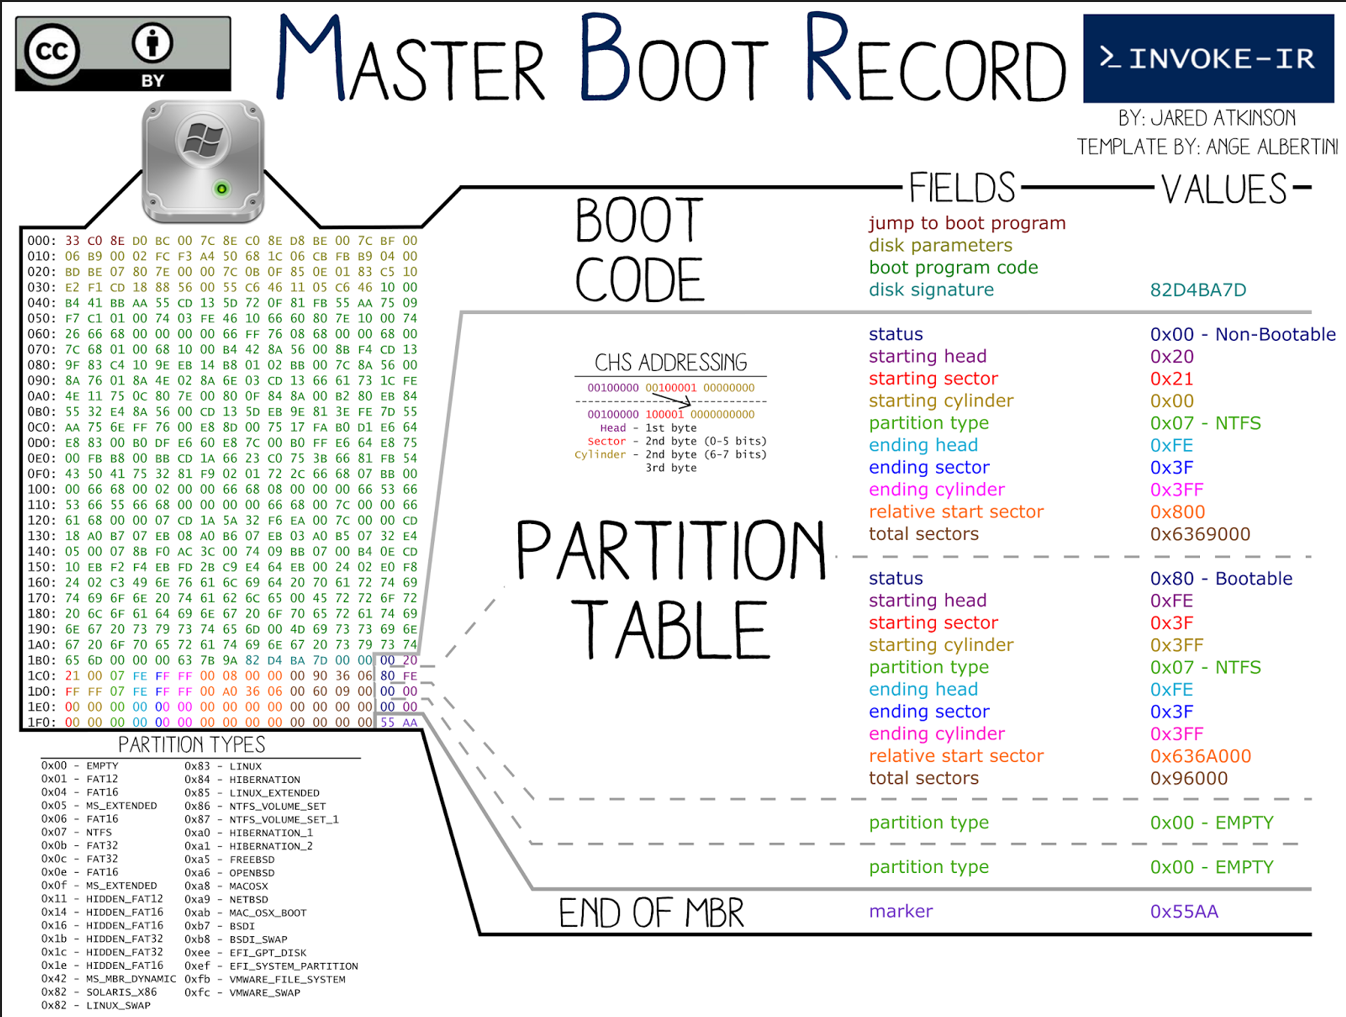 CC BY
MASTER BOOT RECORD
>_ INVOKE-IR
BY: JARED ATKINSON
TEMPLATE BY: ANGE ALBERTINI
FIELDS VALUES
BOOT CODE
jump to boot program
disk parameters
boot program code
disk signature 82D4BA7D
000: 33 C0 8E D0 BC 00 7C 8E C0 8E D8 BE 00 7C BF 00
010: 06 B9 00 02 FC F3 A4 50 68 1C 06 CB FB B9 04 00
020: BD BE 07 80 7E 00 00 7C 0B 0F 85 0E 01 83 C5 10
030: E2 F1 CD 18 88 56 00 55 C6 46 11 05 C6 46 10 00
040: B4 41 BB AA 55 CD 13 5D 72 0F 81 FB 55 AA 75 09
050: F7 C1 01 00 74 03 FE 46 10 66 60 80 7E 10 00 74
060: 26 66 68 00 00 00 00 66 FF 76 08 68 00 00 68 00
070: 7C 68 01 00 68 10 00 B4 42 8A 56 00 8B F4 CD 13
080: 9F 83 C4 10 9E EB 14 B8 01 02 BB 00 7C 8A 56 00
090: 8A 76 01 8A 4E 02 8A 6E 03 CD 13 66 61 73 1C FE
0A0: 4E 11 75 0C 80 7E 00 80 0F 84 8A 00 B2 80 EB 84
0B0: 55 32 E4 8A 56 00 CD 13 5D EB 9E 81 3E FE 7D 55
0C0: AA 75 6E FF 76 00 E8 8D 00 75 17 FA B0 D1 E6 64
0D0: E8 83 00 B0 DF E6 60 E8 7C 00 B0 FF E6 64 E8 75
0E0: 00 FB B8 00 BB CD 1A 66 23 C0 75 3B 66 81 FB 54
0F0: 43 50 41 75 32 81 F9 02 01 72 2C 66 68 07 BB 00
100: 00 66 68 00 02 00 00 66 68 08 00 00 00 66 53 66
110: 53 66 55 66 68 00 00 00 00 66 68 00 7C 00 00 66
120: 61 68 00 00 07 CD 1A 5A 32 F6 EA 00 7C 00 00 CD
130: 18 A0 B7 07 EB 08 A0 B6 07 EB 03 A0 B5 07 32 E4
140: 05 00 07 8B F0 AC 3C 00 74 09 BB 07 00 B4 0E CD
150: 10 EB F2 F4 EB FD 2B C9 E4 64 EB 00 24 02 E0 F8
160: 24 02 C3 49 6E 76 61 6C 69 64 20 70 61 72 74 69
170: 74 69 6F 6E 20 74 61 62 6C 65 00 45 72 72 6F 72
180: 20 6C 6F 61 64 69 6E 67 20 6F 70 65 72 61 74 69
190: 6E 67 20 73 79 73 74 65 6D 00 4D 69 73 73 69 6E
1A0: 67 20 6F 70 65 72 61 74 69 6E 67 20 73 79 73 74
1B0: 65 6D 00 00 00 63 7B 9A 82 D4 BA 7D 00 00 00 20
1C0: 21 00 07 FE FF FF 00 08 00 00 00 90 36 06 80 FE
1D0: FF FF 07 FE FF FF 00 A0 36 06 00 60 09 00 00 00
1E0: 00 00 00 00 00 00 00 00 00 00 00 00 00 00 00 00
1F0: 00 00 00 00 00 00 00 00 00 00 00 00 00 00 55 AA
CHS ADDRESSING
00100000 00100001 00000000
00100000 100001 0000000000
Head - 1st byte
Sector - 2nd byte (0-5 bits)
Cylinder - 2nd byte (6-7 bits)
3rd byte
PARTITION TABLE
status 0x00 - Non-Bootable
starting head 0x20
starting sector 0x21
starting cylinder 0x00
partition type 0x07 - NTFS
ending head 0xFE
ending sector 0x3F
ending cylinder 0x3FF
relative start sector 0x800
total sectors 0x6369000
status 0x80 - Bootable
starting head 0xFE
starting sector 0x3F
starting cylinder 0x3FF
partition type 0x07 - NTFS
ending head 0xFE
ending sector 0x3F
ending cylinder 0x3FF
relative start sector 0x636A000
total sectors 0x96000
partition type 0x00 - EMPTY
partition type 0x00 - EMPTY
END OF MBR
marker 0x55AA
PARTITION TYPES
0x00 - EMPTY
0x01 - FAT12
0x04 - FAT16
0x05 - MS_EXTENDED
0x06 - FAT16
0x07 - NTFS
0x0b - FAT32
0x0c - FAT32
0x0e - FAT16
0x0f - MS_EXTENDED
0x11 - HIDDEN_FAT12
0x14 - HIDDEN_FAT16
0x16 - HIDDEN_FAT16
0x1b - HIDDEN_FAT32
0x1c - HIDDEN_FAT32
0x1e - HIDDEN_FAT16
0x42 - MS_MBR_DYNAMIC
0x82 - SOLARIS_X86
0x82 - LINUX_SWAP
0x83 - LINUX
0x84 - HIBERNATION
0x85 - LINUX_EXTENDED
0x86 - NTFS_VOLUME_SET
0x87 - NTFS_VOLUME_SET_1
0xa0 - HIBERNATION_1
0xa1 - HIBERNATION_2
0xa5 - FREEBSD
0xa6 - OPENBSD
0xa8 - MACOSX
0xa9 - NETBSD
0xab - MAC_OSX_BOOT
0xb7 - BSDI
0xb8 - BSDI_SWAP
0xee - EFI_GPT_DISK
0xef - EFI_SYSTEM_PARTITION
0xfb - VMWARE_FILE_SYSTEM
0xfc - VMWARE_SWAP